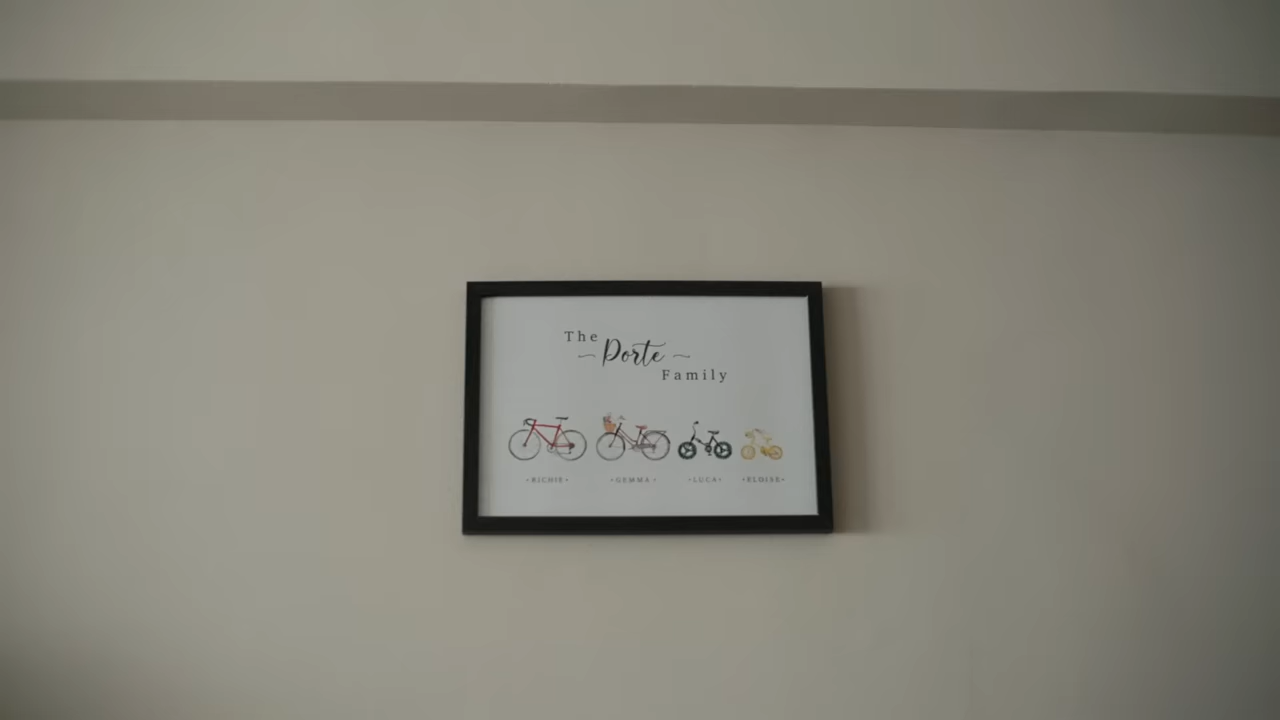 The
~ Porte ~
Family
· RICHIE · · GEMMA · · LUCA · · ELOISE ·